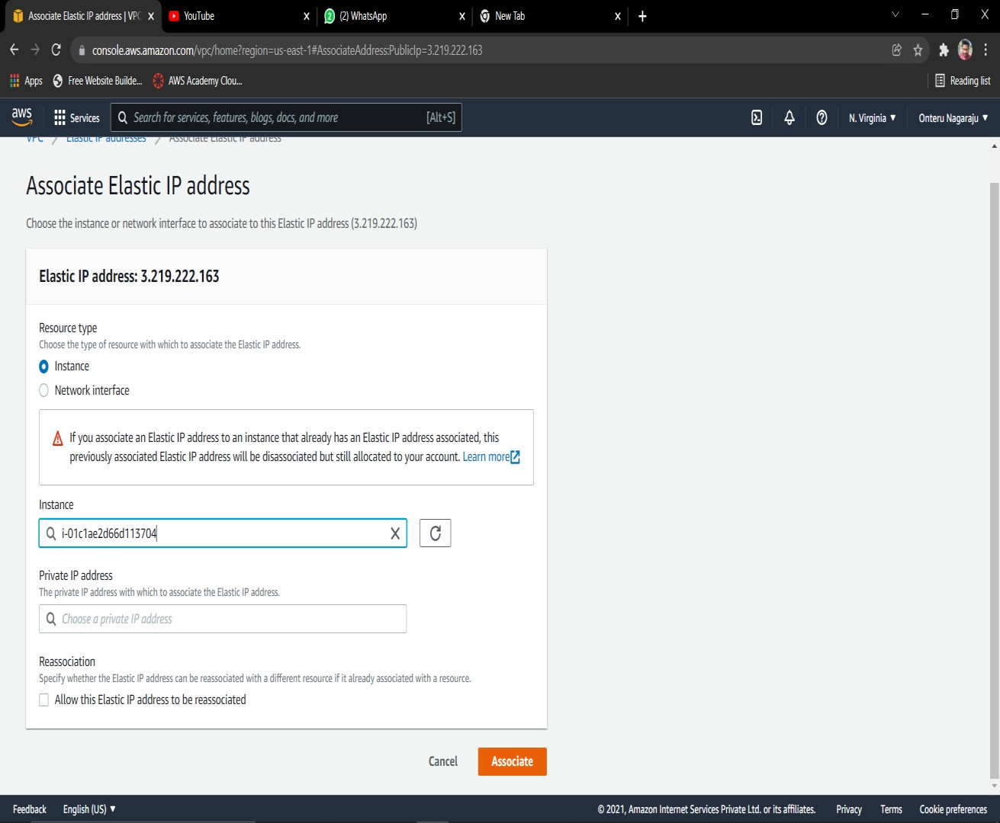 Associate Elastic IP address | VPC
YouTube
(2) WhatsApp
New Tab
console.aws.amazon.com/vpc/home?region=us-east-1#AssociateAddress:PublicIp=3.219.222.163
Apps
Free Website Builde...
AWS Academy Clou...
Reading list
aws
Services
Search for services, features, blogs, docs, and more
[Alt+S]
N. Virginia ▼
Onteru Nagaraju ▼
VPC / Elastic IP addresses / Associate Elastic IP address
Associate Elastic IP address
Choose the instance or network interface to associate to this Elastic IP address (3.219.222.163)
Elastic IP address: 3.219.222.163
Resource type
Choose the type of resource with which to associate the Elastic IP address.
Instance
Network interface
If you associate an Elastic IP address to an instance that already has an Elastic IP address associated, this
previously associated Elastic IP address will be disassociated but still allocated to your account. Learn more
Instance
i-01c1ae2d66d113704
Private IP address
The private IP address with which to associate the Elastic IP address.
Choose a private IP address
Reassociation
Specify whether the Elastic IP address can be reassociated with a different resource if it already associated with a resource.
Allow this Elastic IP address to be reassociated
Cancel
Associate
Feedback
English (US) ▼
© 2021, Amazon Internet Services Private Ltd. or its affiliates.
Privacy
Terms
Cookie preferences